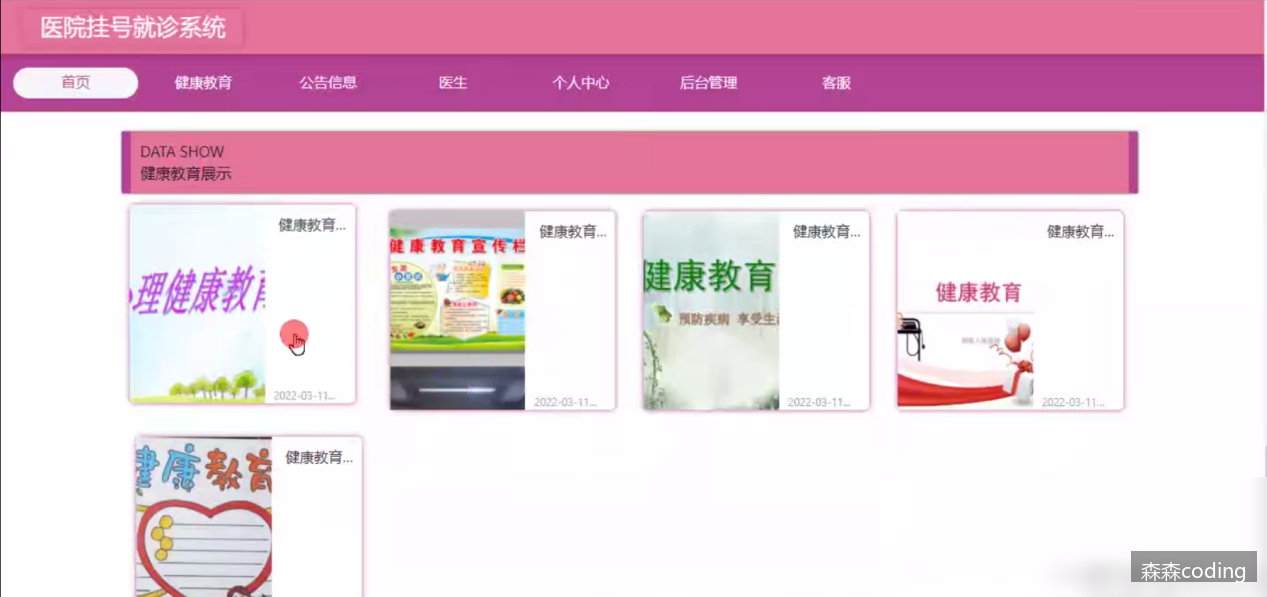 医院挂号就诊系统
首页 健康教育 公告信息 医生 个人中心 后台管理 客服
DATA SHOW
健康教育展示
健康教育...
理健康教育
2022-03-11...
健康教育...
健康教育宣传栏
2022-03-11...
健康教育...
健康教育
预防疾病 享受生
2022-03-11...
健康教育...
健康教育
2022-03-11...
健康教育...
健康教育
森森coding